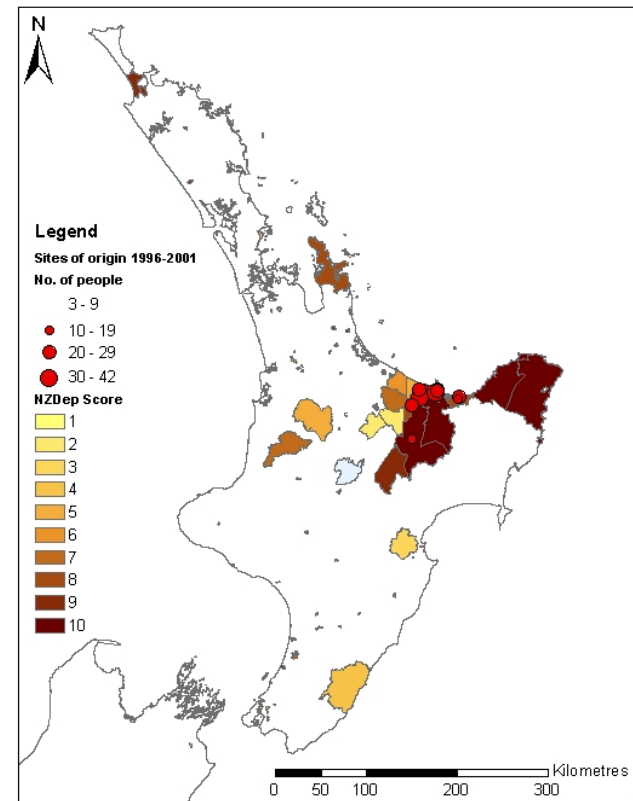 N
Legend
Sites of origin 1996-2001
No. of people
3 - 9
10 - 19
20 - 29
30 - 42
NZDep Score
1
2
3
4
5
6
7
8
9
10
Kilometres
0 50 100 200 300